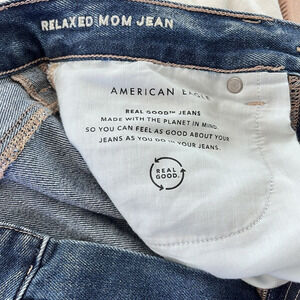 RELAXED MOM JEAN
AMERICAN EAGLE
REAL GOOD™ JEANS
MADE WITH THE PLANET IN MIND.
SO YOU CAN FEEL AS GOOD ABOUT YOUR
JEANS AS YOU DO IN YOUR JEANS.
REAL
GOOD.